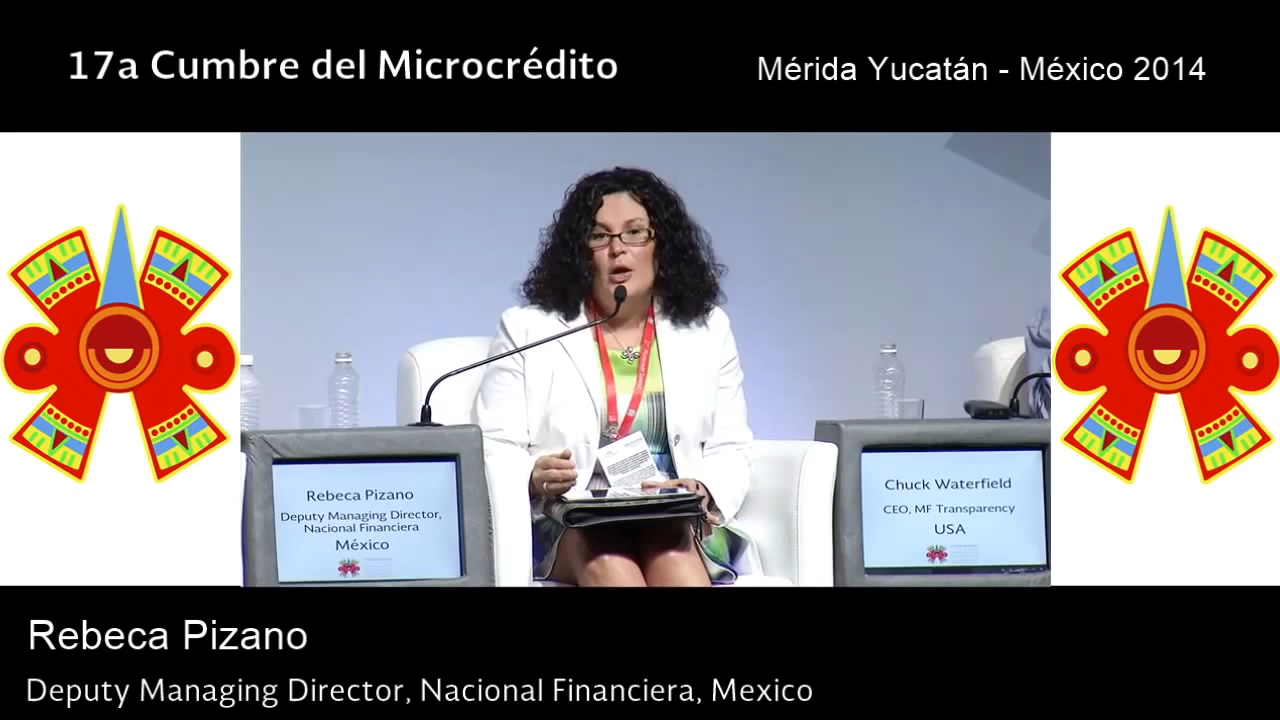 17a Cumbre del Microcrédito
Mérida Yucatán - México 2014
Rebeca Pizano
Deputy Managing Director,
Nacional Financiera
México
Chuck Waterfield
CEO, MF Transparency
USA
Rebeca Pizano
Deputy Managing Director, Nacional Financiera, Mexico